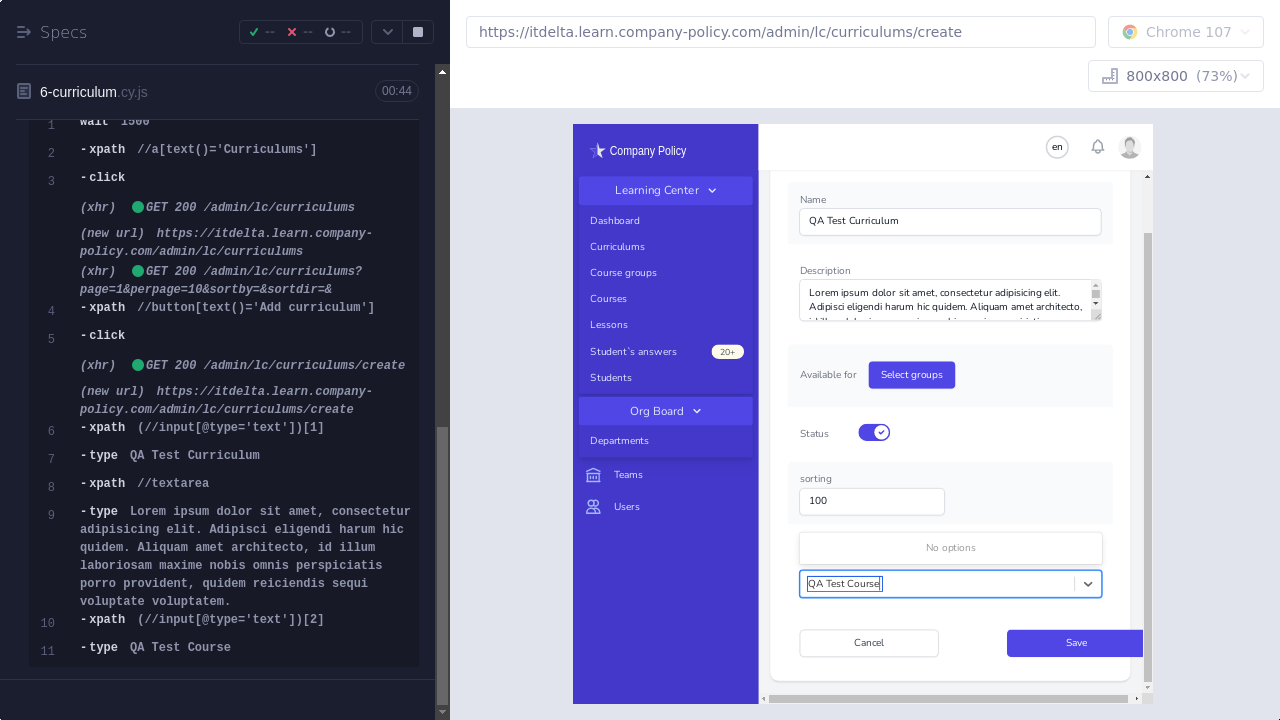 Specs
--
--
--
6-curriculum.cy.js
00:44
1 wait 1500
2 -xpath //a[text()='Curriculums']
3 -click
(xhr) GET 200 /admin/lc/curriculums
(new url) https://itdelta.learn.company-
policy.com/admin/lc/curriculums
(xhr) GET 200 /admin/lc/curriculums?
page=1&perpage=10&sortby=&sortdir=&
4 -xpath //button[text()='Add curriculum']
5 -click
(xhr) GET 200 /admin/lc/curriculums/create
(new url) https://itdelta.learn.company-
policy.com/admin/lc/curriculums/create
6 -xpath (//input[@type='text'])[1]
7 -type QA Test Curriculum
8 -xpath //textarea
9 -type Lorem ipsum dolor sit amet, consectetur
adipisicing elit. Adipisci eligendi harum hic
quidem. Aliquam amet architecto, id illum
laboriosam maxime nobis omnis perspiciatis
porro provident, quidem reiciendis sequi
voluptate voluptatem.
10 -xpath (//input[@type='text'])[2]
11 -type QA Test Course
https://itdelta.learn.company-policy.com/admin/lc/curriculums/create
Chrome 107
800x800 (73%)
Company Policy
Learning Center
Dashboard
Curriculums
Course groups
Courses
Lessons
Student`s answers 20+
Students
Org Board
Departments
Teams
Users
en
Name
QA Test Curriculum
Description
Lorem ipsum dolor sit amet, consectetur adipisicing elit.
Adipisci eligendi harum hic quidem. Aliquam amet architecto,
Available for Select groups
Status
sorting
100
No options
QA Test Course
Cancel Save